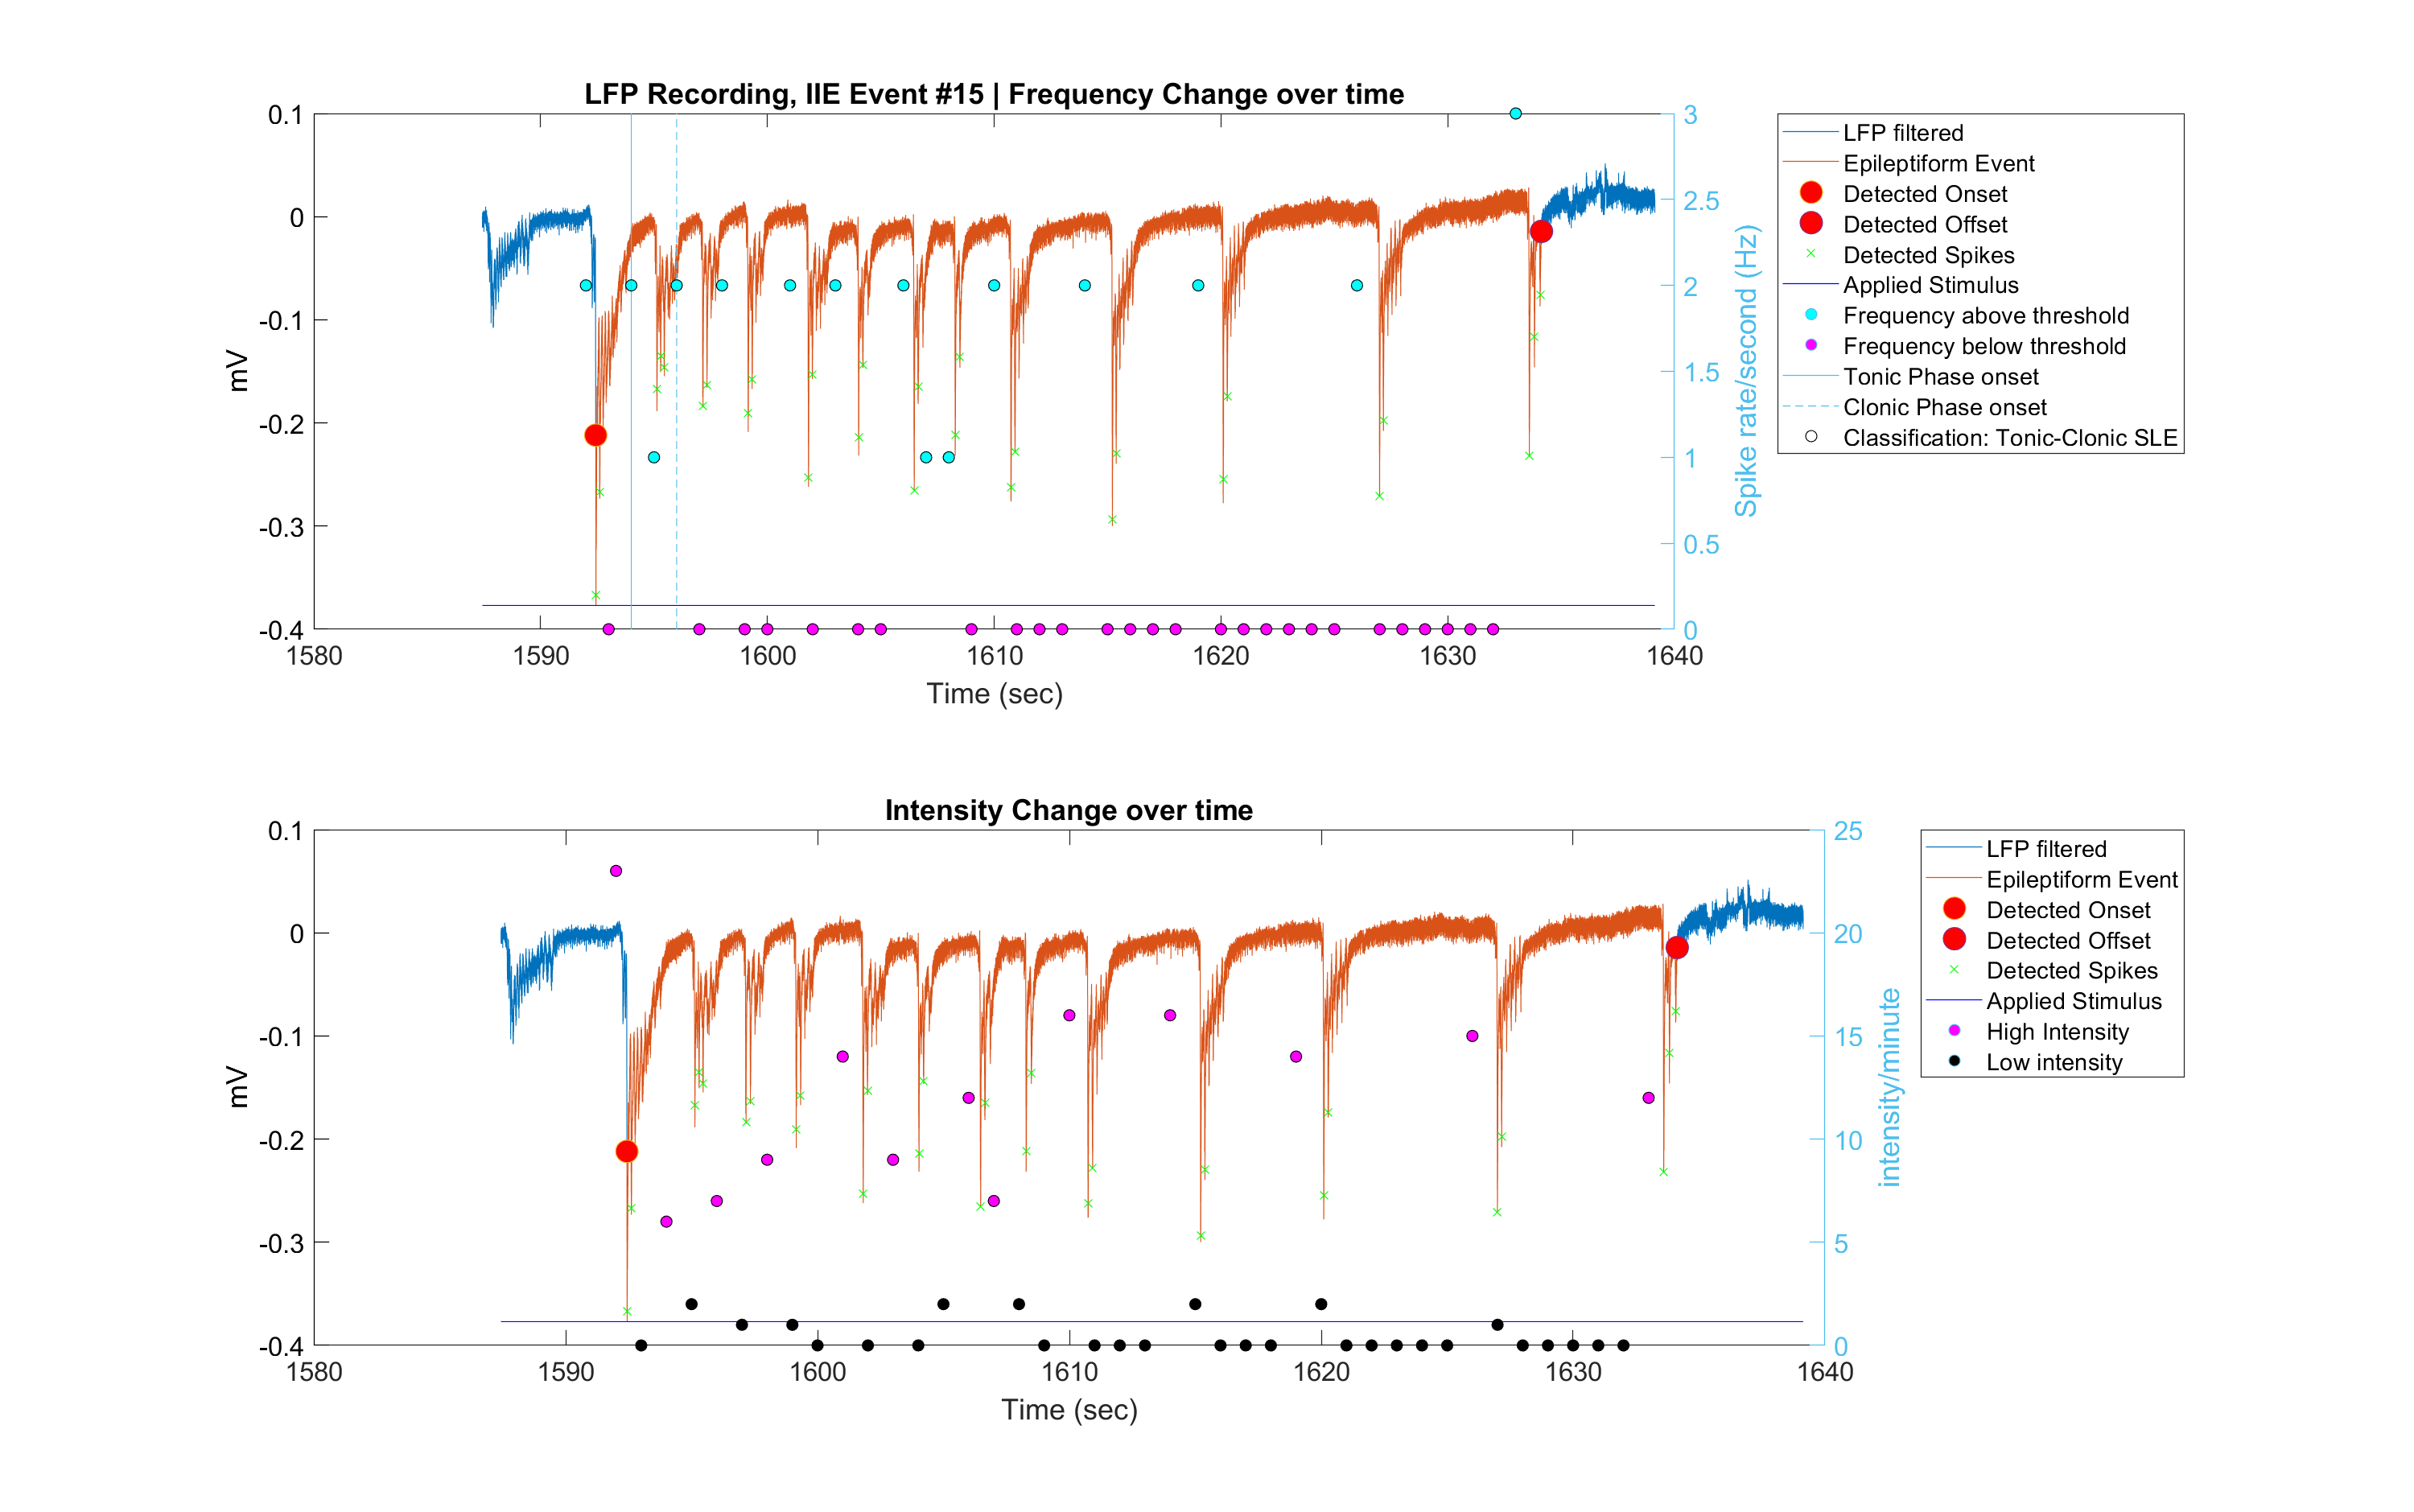 LFP Recording, IIE Event #15 | Frequency Change over time
0.1
0
-0.1
-0.2
-0.3
-0.4
mV
1580 1590 1600 1610 1620 1630 1640
Time (sec)
3
2.5
2
1.5
1
0.5
0
Spike rate/second (Hz)
LFP filtered
Epileptiform Event
Detected Onset
Detected Offset
Detected Spikes
Applied Stimulus
Frequency above threshold
Frequency below threshold
Tonic Phase onset
Clonic Phase onset
Classification: Tonic-Clonic SLE
Intensity Change over time
0.1
0
-0.1
-0.2
-0.3
-0.4
mV
1580 1590 1600 1610 1620 1630 1640
Time (sec)
25
20
15
10
5
0
intensity/minute
LFP filtered
Epileptiform Event
Detected Onset
Detected Offset
Detected Spikes
Applied Stimulus
High Intensity
Low intensity